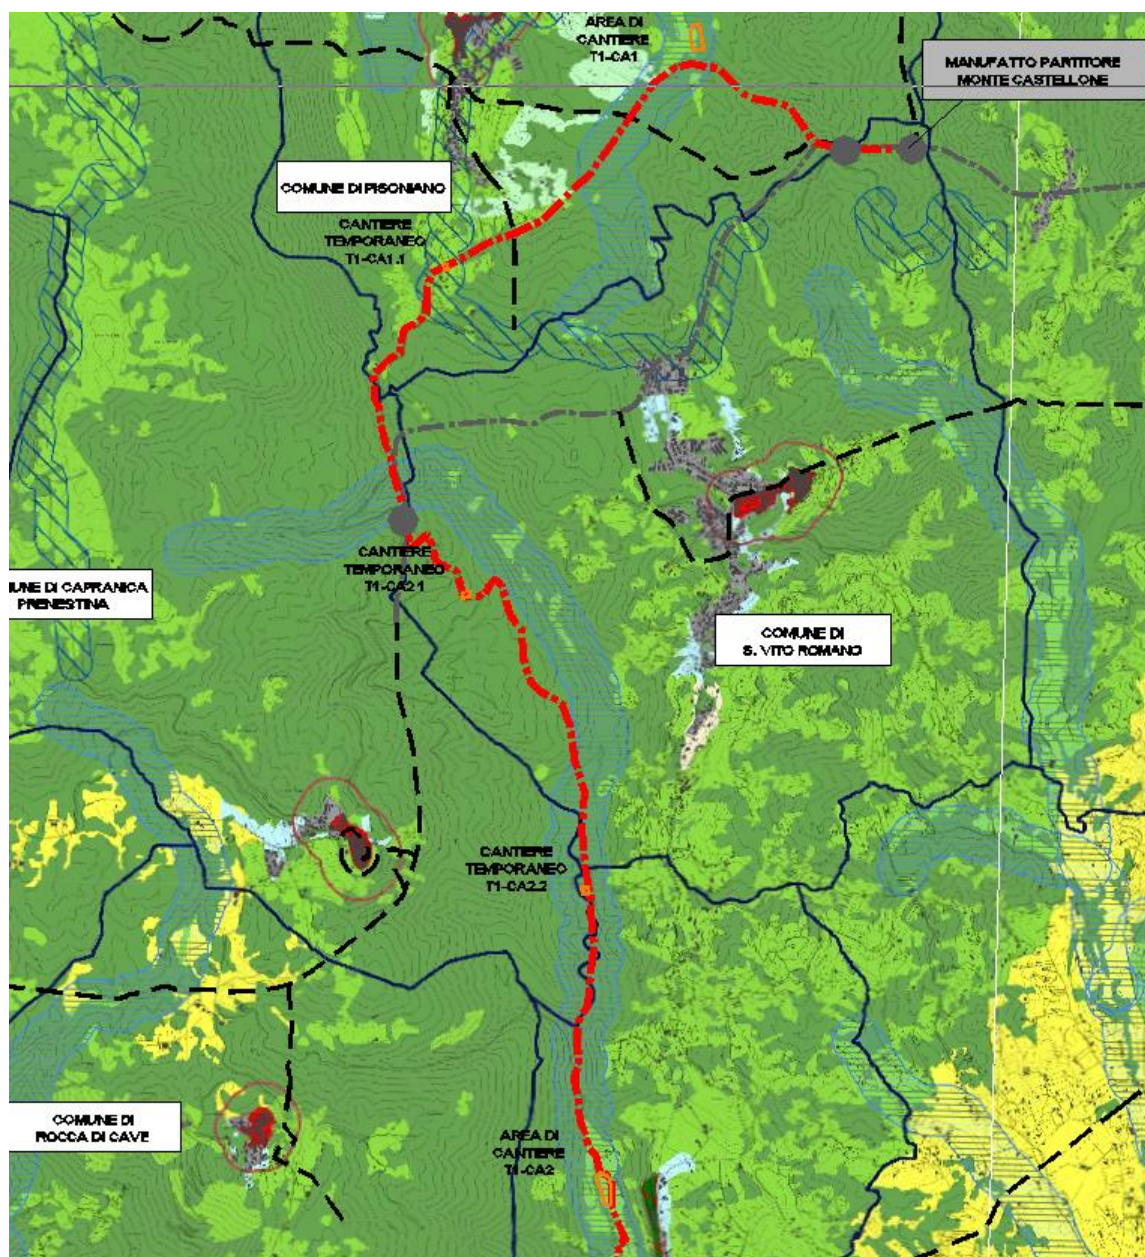 AREA DI
CANTIERE
T1-CA1
MANUFATTO PARTITORE
MONTE CASTELLONE
COMUNE DI PISONIANO
CANTIERE
TEMPORANEO
T1-CA1.1
CANTIERE
TEMPORANEO
T1-CA2.1
UNE DI CAPRANICA
PRENESTINA
COMUNE DI
S. VITO ROMANO
CANTIERE
TEMPORANEO
T1-CA2.2
COMUNE DI
ROCCA DI CAVE
AREA DI
CANTIERE
T1-CA2